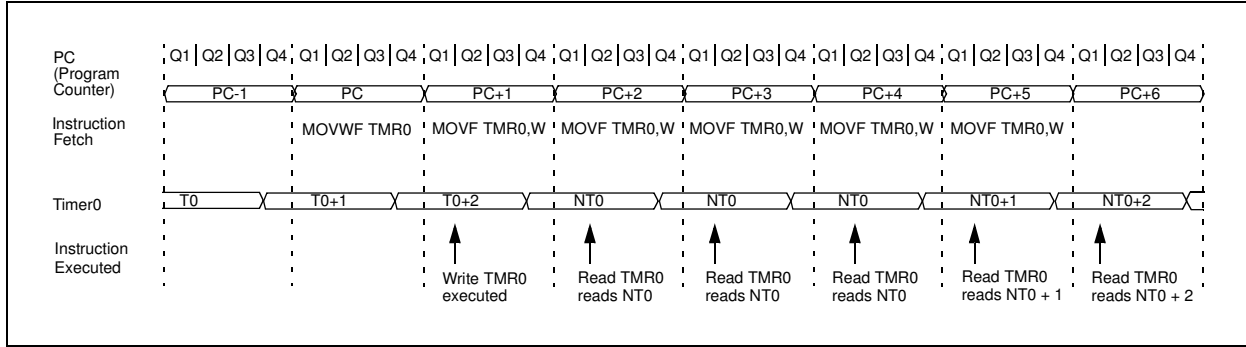 PC
(Program
Counter)
Q1 Q2 Q3 Q4 Q1 Q2 Q3 Q4 Q1 Q2 Q3 Q4 Q1 Q2 Q3 Q4 Q1 Q2 Q3 Q4 Q1 Q2 Q3 Q4 Q1 Q2 Q3 Q4 Q1 Q2 Q3 Q4
PC-1 PC PC+1 PC+2 PC+3 PC+4 PC+5 PC+6
Instruction
Fetch
MOVWF TMR0 MOVF TMR0,W MOVF TMR0,W MOVF TMR0,W MOVF TMR0,W MOVF TMR0,W
Timer0
T0 T0+1 T0+2 NT0 NT0 NT0 NT0+1 NT0+2
Instruction
Executed
Write TMR0
executed
Read TMR0
reads NT0
Read TMR0
reads NT0
Read TMR0
reads NT0
Read TMR0
reads NT0 + 1
Read TMR0
reads NT0 + 2